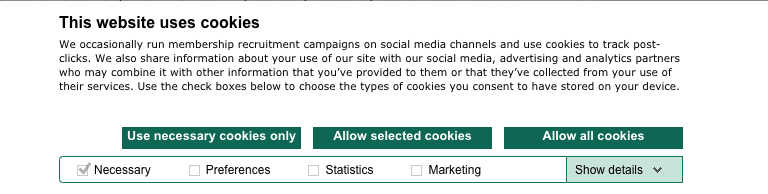 This website uses cookies
We occasionally run membership recruitment campaigns on social media channels and use cookies to track post-
clicks. We also share information about your use of our site with our social media, advertising and analytics partners
who may combine it with other information that you’ve provided to them or that they’ve collected from your use of
their services. Use the check boxes below to choose the types of cookies you consent to have stored on your device.
Use necessary cookies only Allow selected cookies Allow all cookies
Necessary Preferences Statistics Marketing Show details